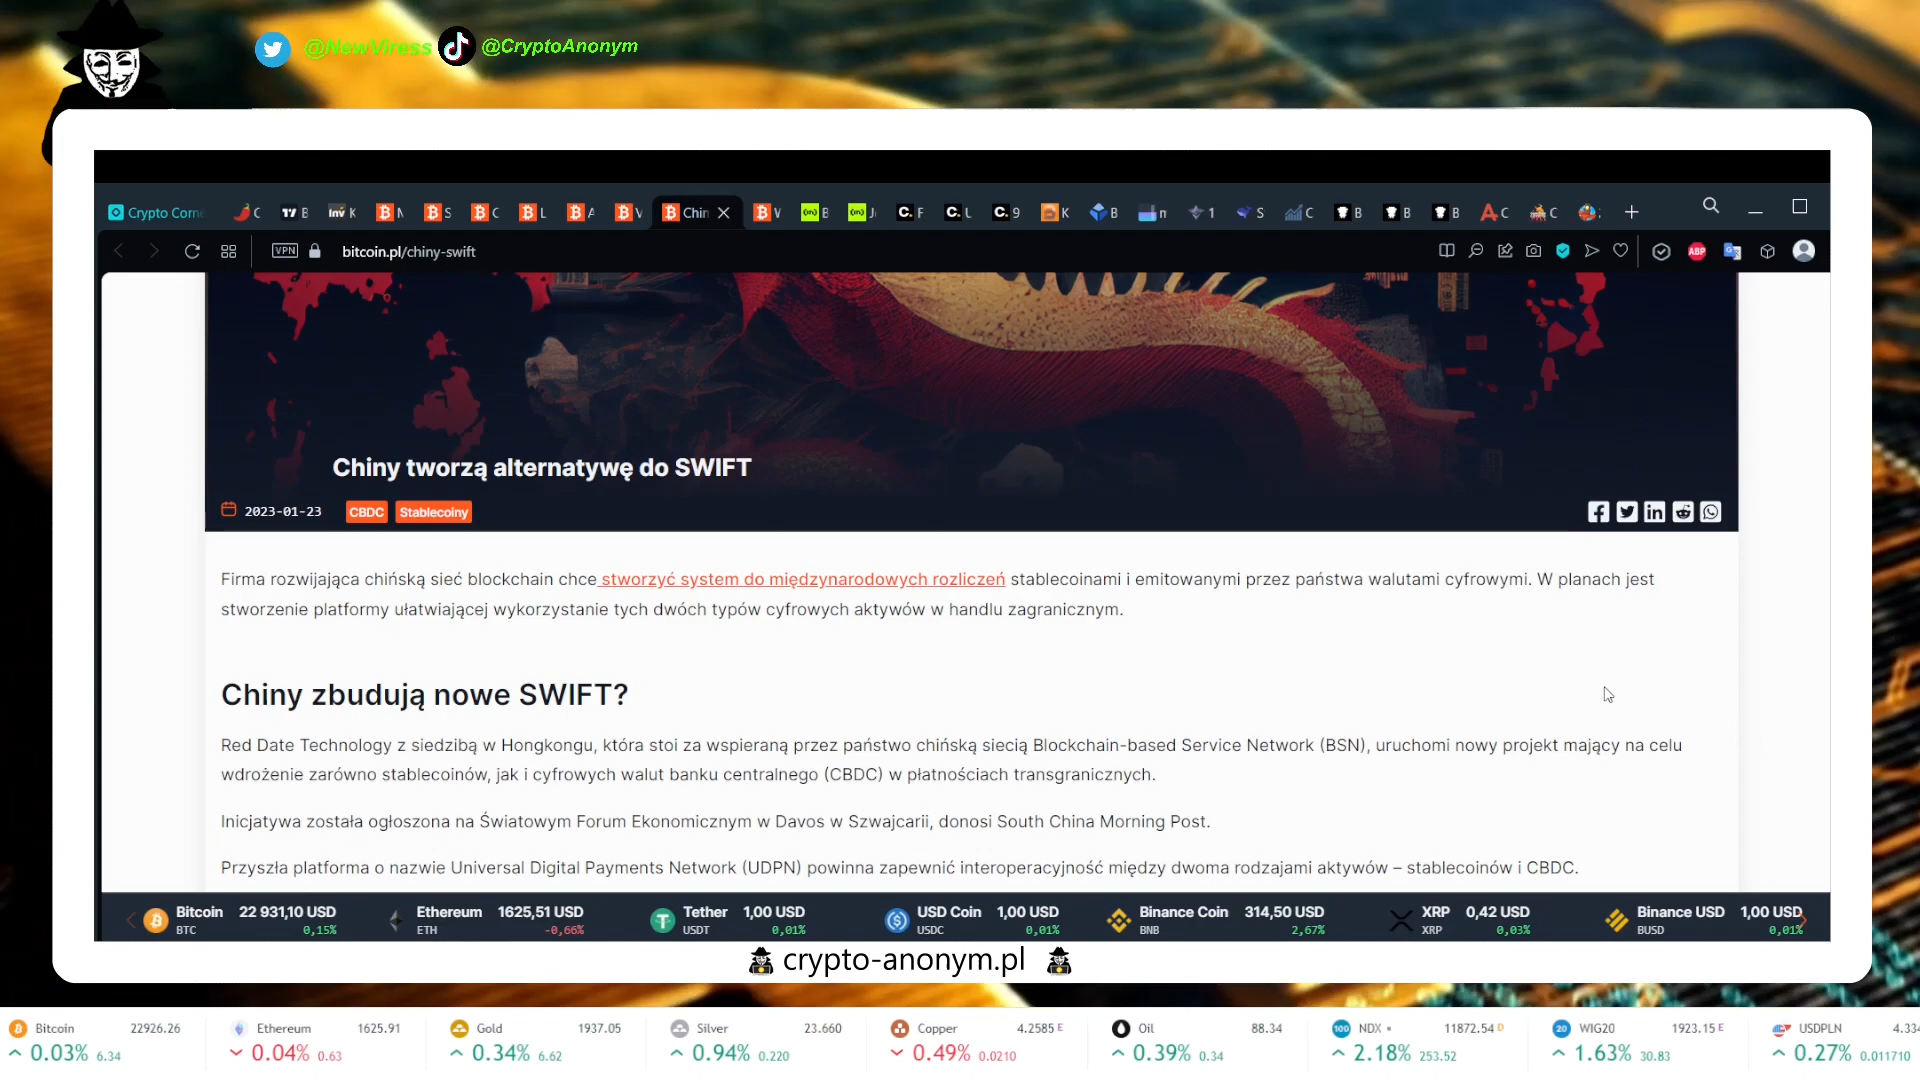 @NewViress @CryptoAnonym
Crypto Corne C B K N S C L A V Chin V B J F L 9 K B n 1 S C B B B C C
VPN bitcoin.pl/chiny-swift ABP
Chiny tworzą alternatywę do SWIFT
2023-01-23 CBDC Stablecoiny
Firma rozwijająca chińską sieć blockchain chce stworzyć system do międzynarodowych rozliczeń stablecoinami i emitowanymi przez państwa walutami cyfrowymi. W planach jest
stworzenie platformy ułatwiającej wykorzystanie tych dwóch typów cyfrowych aktywów w handlu zagranicznym.
Chiny zbudują nowe SWIFT?
Red Date Technology z siedzibą w Hongkongu, która stoi za wspieraną przez państwo chińską siecią Blockchain-based Service Network (BSN), uruchomi nowy projekt mający na celu
wdrożenie zarówno stablecoinów, jak i cyfrowych walut banku centralnego (CBDC) w płatnościach transgranicznych.
Inicjatywa została ogłoszona na Światowym Forum Ekonomicznym w Davos w Szwajcarii, donosi South China Morning Post.
Przyszła platforma o nazwie Universal Digital Payments Network (UDPN) powinna zapewnić interoperacyjność między dwoma rodzajami aktywów – stablecoinów i CBDC.
Bitcoin 22 931,10 USD Ethereum 1625,51 USD Tether 1,00 USD USD Coin 1,00 USD Binance Coin 314,50 USD XRP 0,42 USD Binance USD 1,00 USD
BTC 0,15% ETH -0,66% USDT 0,01% USDC 0,01% BNB 2,67% XRP 0,03% BUSD 0,01%
crypto-anonym.pl
Bitcoin 22926.26 Ethereum 1625.91 Gold 1937.05 Silver 23.660 Copper 4.2585 E Oil 88.34 100 NDX 11872.54 D 20 WIG20 1923.15 E USDPLN 4.334
0.03% 6.34 0.04% 0.63 0.34% 6.62 0.94% 0.220 0.49% 0.0210 0.39% 0.34 2.18% 253.52 1.63% 30.83 0.27% 0.011710